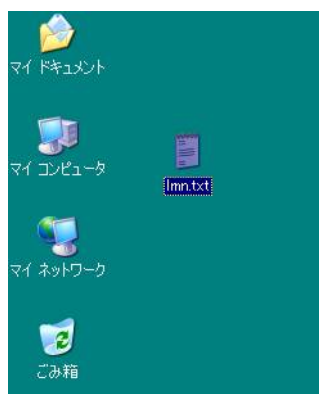 マイ ドキュメント
マイ コンピュータ
lmn.txt
マイ ネットワーク
ごみ箱